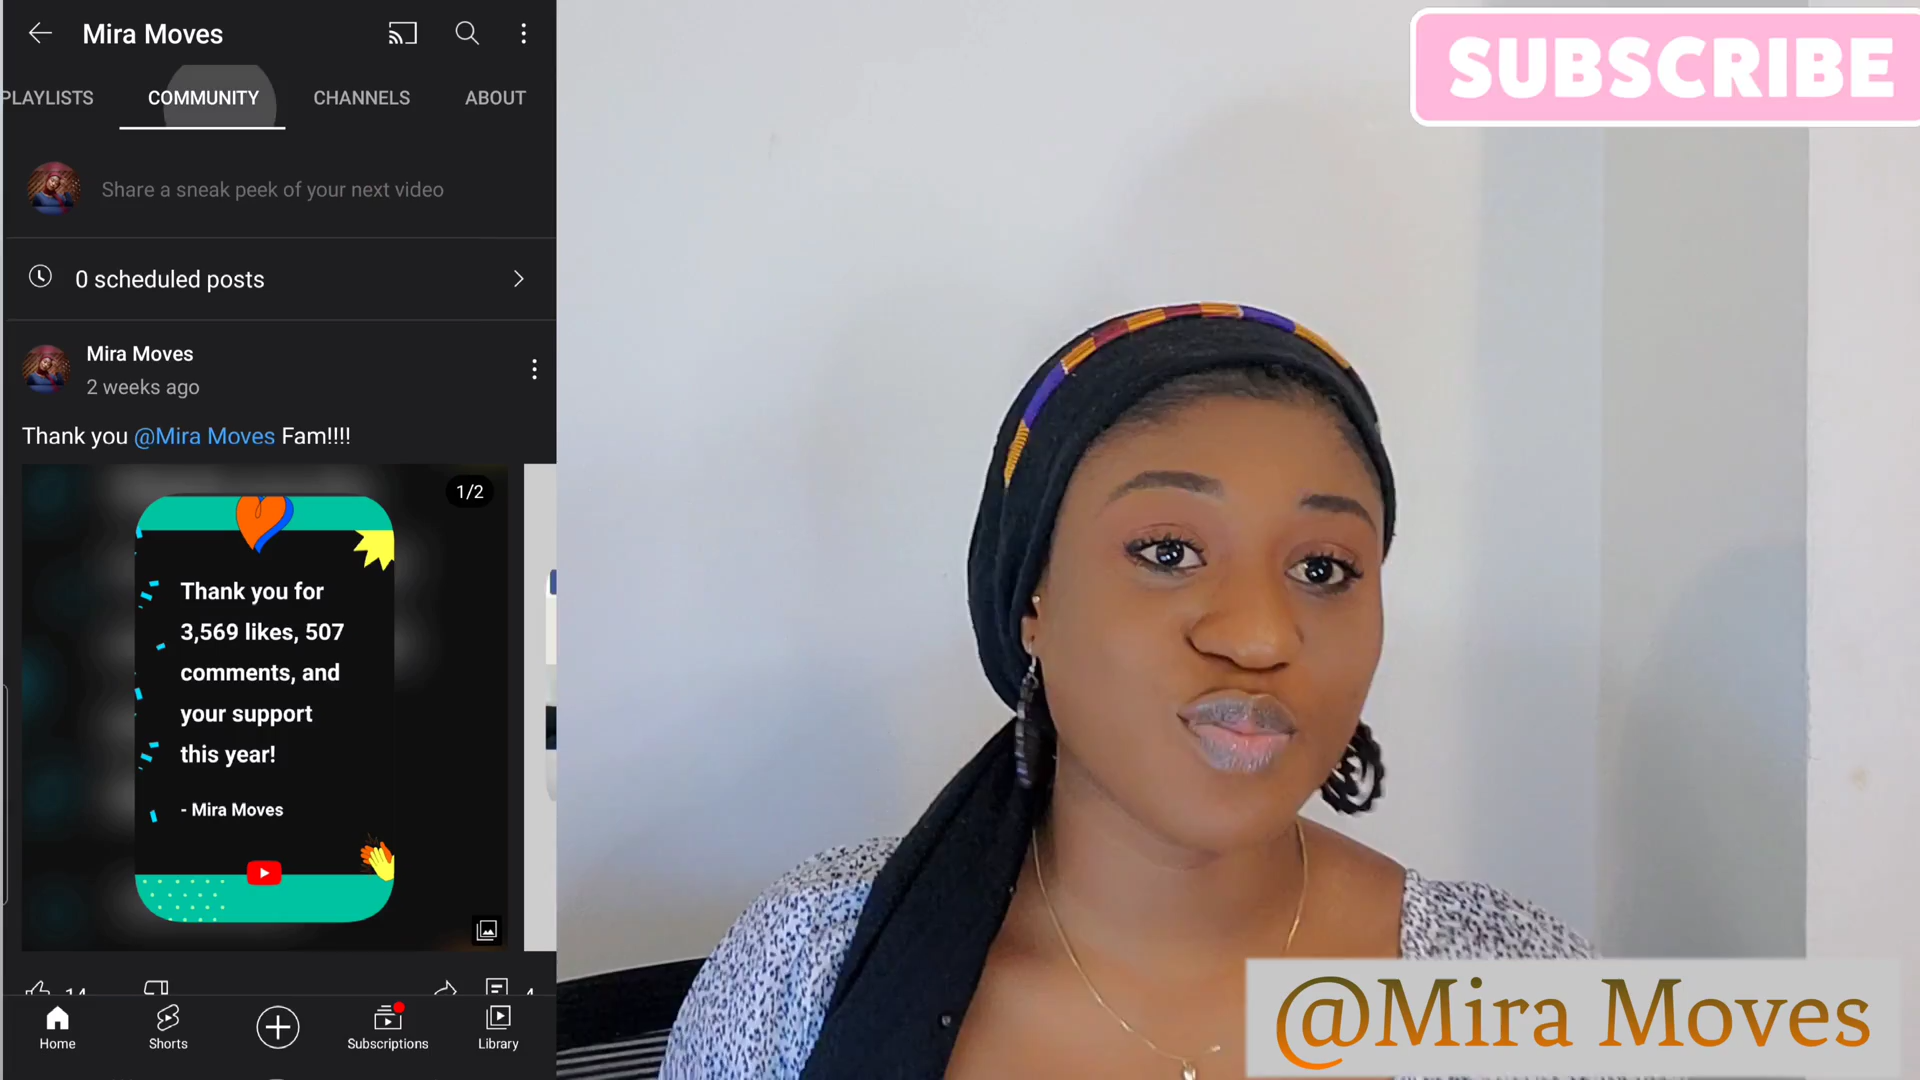 Mira Moves
PLAYLISTS COMMUNITY CHANNELS ABOUT
Share a sneak peek of your next video
0 scheduled posts
Mira Moves
2 weeks ago
Thank you @Mira Moves Fam!!!!
1/2
Thank you for
3,569 likes, 507
comments, and
your support
this year!
- Mira Moves
14
4
Home Shorts Subscriptions Library
SUBSCRIBE
@Mira Moves